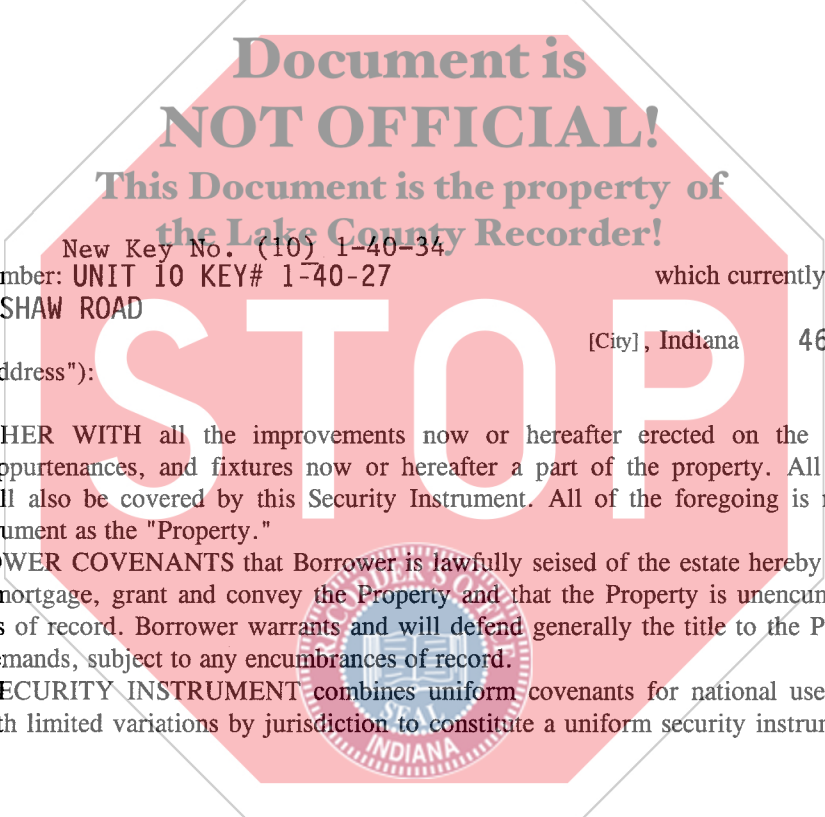 Document is
NOT OFFICIAL!
This Document is the property of
the Lake County Recorder!
New Key No. (10) 1-40-34
mber: UNIT 10 KEY# 1-40-27 which currently
SHAW ROAD
[City] , Indiana 46
ddress"):
STOP
HER WITH all the improvements now or hereafter erected on the
ppurtenances, and fixtures now or hereafter a part of the property. All
ll also be covered by this Security Instrument. All of the foregoing is
ument as the "Property."
OWER COVENANTS that Borrower is lawfully seised of the estate hereby
mortgage, grant and convey the Property and that the Property is unencum
s of record. Borrower warrants and will defend generally the title to the P
emands, subject to any encumbrances of record.
ECURITY INSTRUMENT combines uniform covenants for national use
th limited variations by jurisdiction to constitute a uniform security instrum
RECORDER'S OFFICE
SEAL
INDIANA